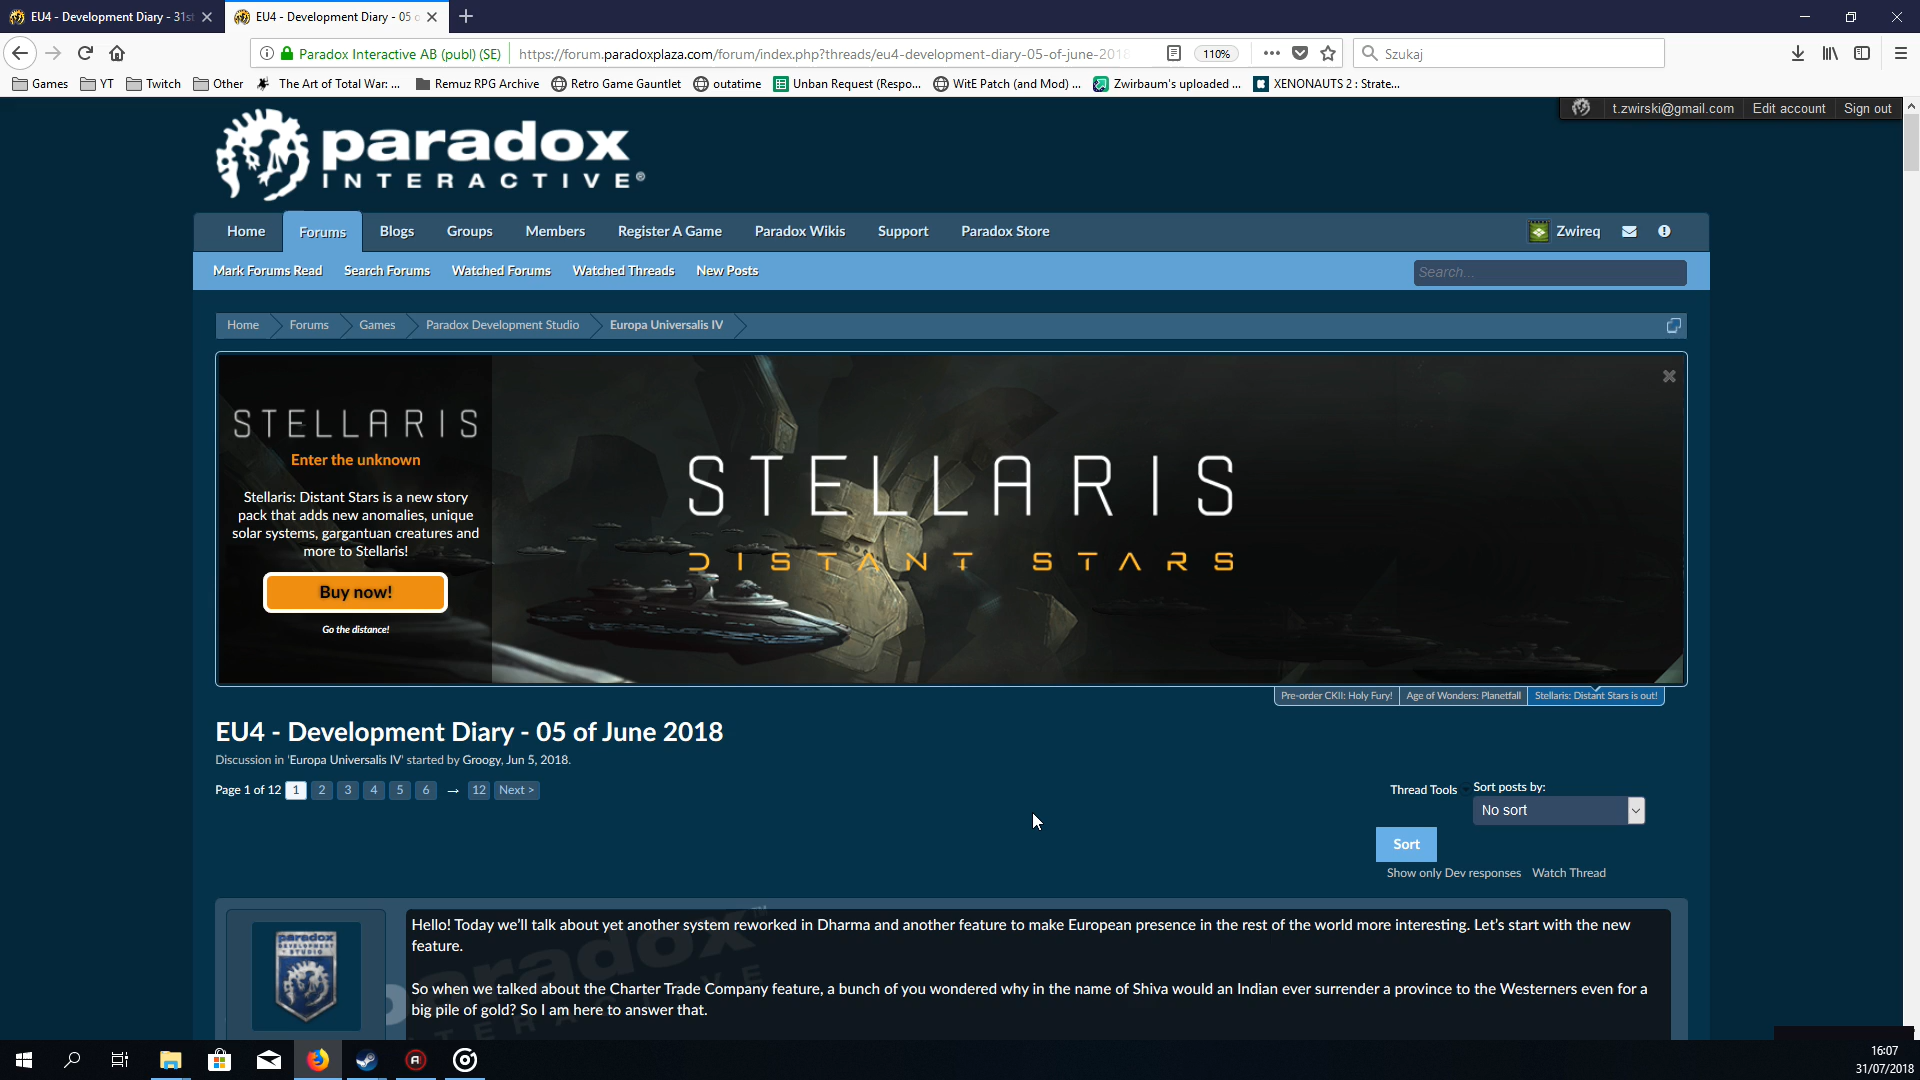 EU4 - Development Diary - 31st
EU4 - Development Diary - 05 o
Paradox Interactive AB (publ) (SE)
https://forum.paradoxplaza.com/forum/index.php?threads/eu4-development-diary-05-of-june-2018
110%
Szukaj
Games
YT
Twitch
Other
The Art of Total War: ...
Remuz RPG Archive
Retro Game Gauntlet
outatime
Unban Request (Respo...
WitE Patch (and Mod) ...
Zwirbaum's uploaded ...
XENONAUTS 2 : Strate...
t.zwirski@gmail.com
Edit account
Sign out
paradox
INTERACTIVE®
Home
Forums
Blogs
Groups
Members
Register A Game
Paradox Wikis
Support
Paradox Store
Zwireq
Mark Forums Read
Search Forums
Watched Forums
Watched Threads
New Posts
Search...
Home
Forums
Games
Paradox Development Studio
Europa Universalis IV
STELLARIS
Enter the unknown
Stellaris: Distant Stars is a new story
pack that adds new anomalies, unique
solar systems, gargantuan creatures and
more to Stellaris!
Buy now!
Go the distance!
STELLARIS
DISTANT STARS
Pre-order CKII: Holy Fury!
Age of Wonders: Planetfall
Stellaris: Distant Stars is out!
EU4 - Development Diary - 05 of June 2018
Discussion in 'Europa Universalis IV' started by Groogy, Jun 5, 2018.
Page 1 of 12 1 2 3 4 5 6 → 12 Next >
Thread Tools
Sort posts by:
No sort
Sort
Show only Dev responses
Watch Thread
paradox
DEVELOPMENT
STUDIO
paradox™
INTERACTIVE
Hello! Today we'll talk about yet another system reworked in Dharma and another feature to make European presence in the rest of the world more interesting. Let's start with the new
feature.
So when we talked about the Charter Trade Company feature, a bunch of you wondered why in the name of Shiva would an Indian ever surrender a province to the Westerners even for a
big pile of gold? So I am here to answer that.
16:07
31/07/2018